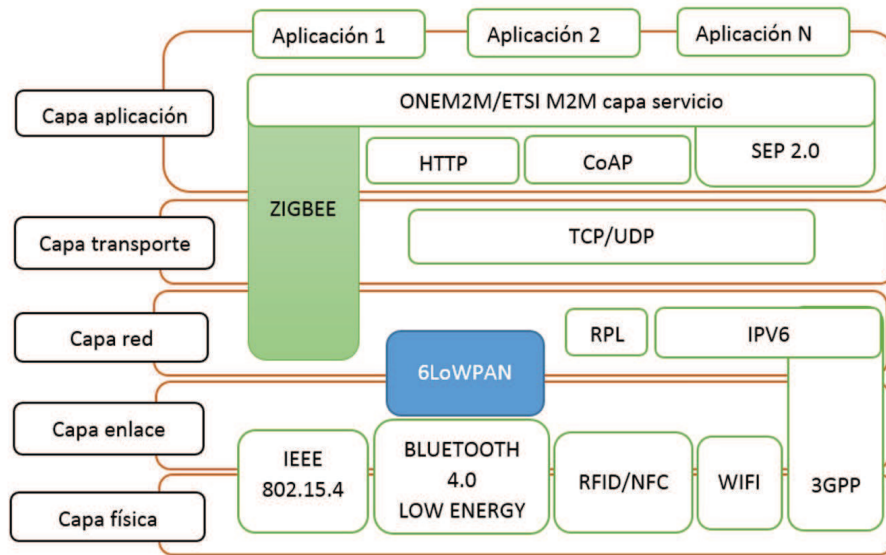 Aplicación 1
Aplicación 2
Aplicación N
Capa aplicación
ONEM2M/ETSI M2M capa servicio
HTTP
CoAP
SEP 2.0
ZIGBEE
Capa transporte
TCP/UDP
Capa red
RPL
IPV6
6LoWPAN
Capa enlace
IEEE
802.15.4
BLUETOOTH
4.0
LOW ENERGY
RFID/NFC
WIFI
3GPP
Capa física